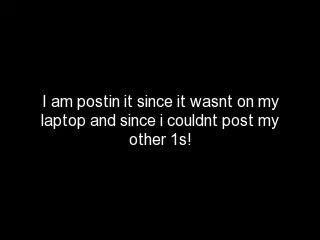 I am postin it since it wasnt on my
laptop and since i couldnt post my
other 1s!